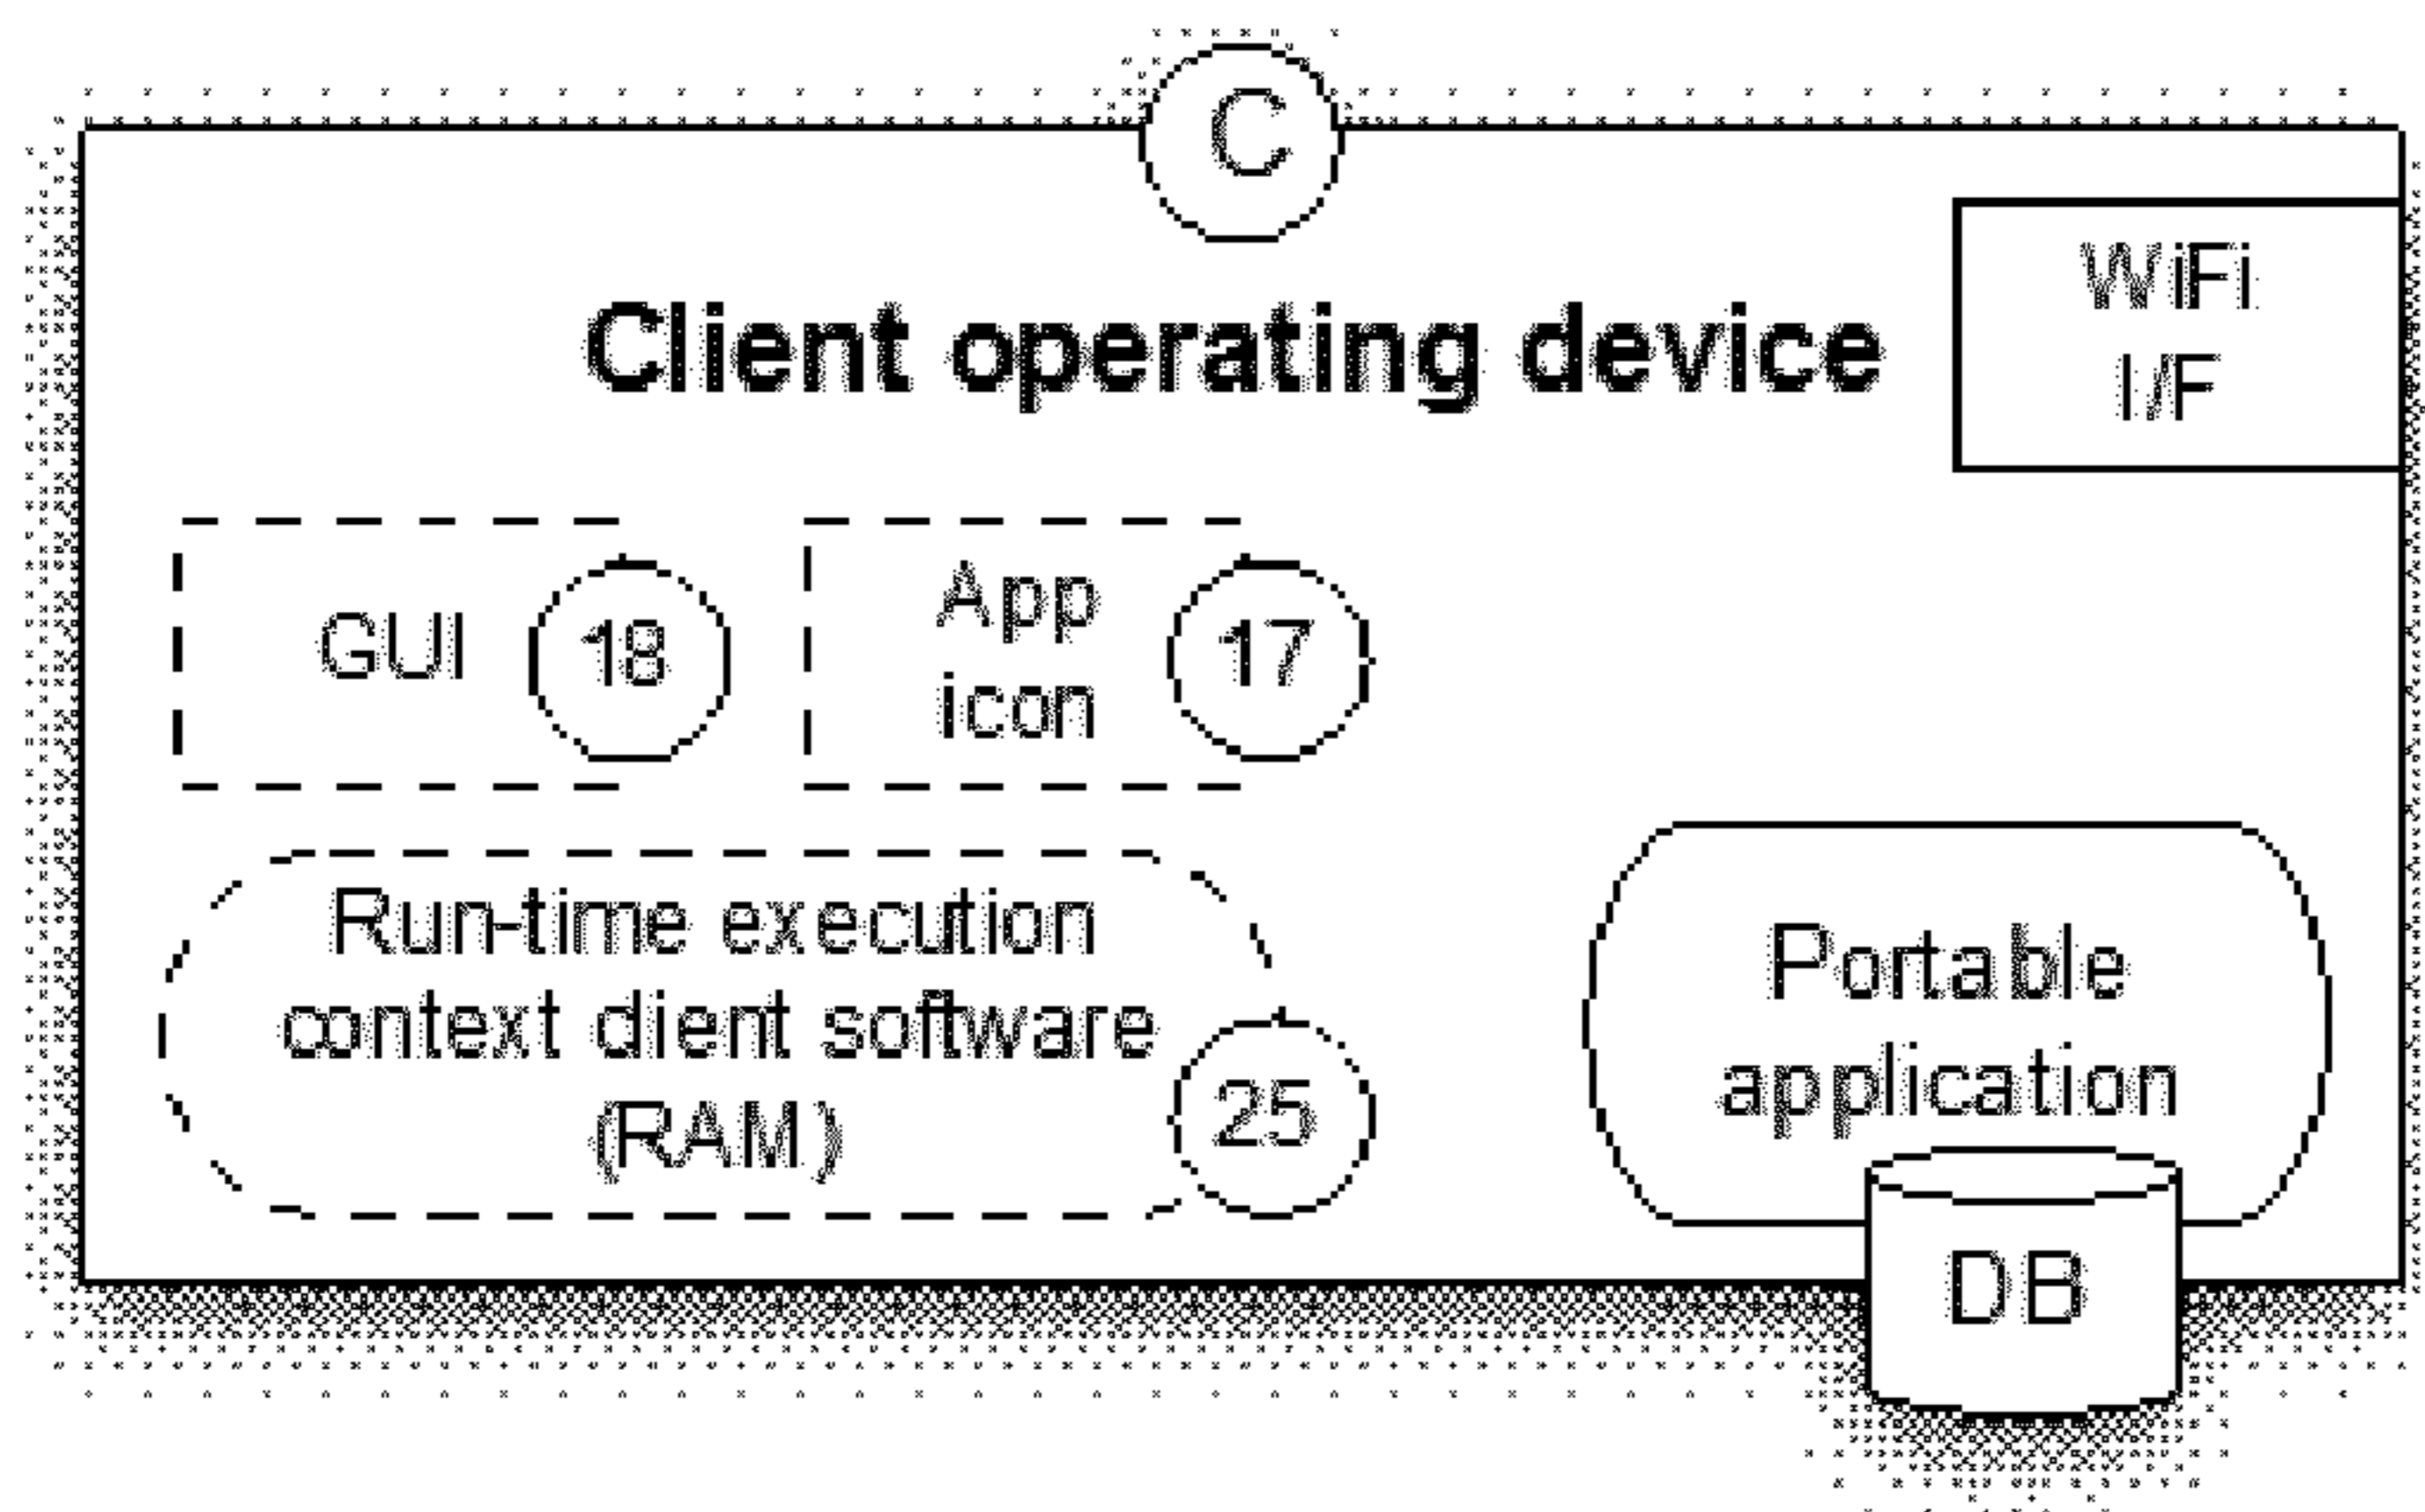 C
Client operating device
WiFi
I/F
GUI
18
App
icon
17
Run-time execution
context client software
(RAM)
25
Portable
application
DB